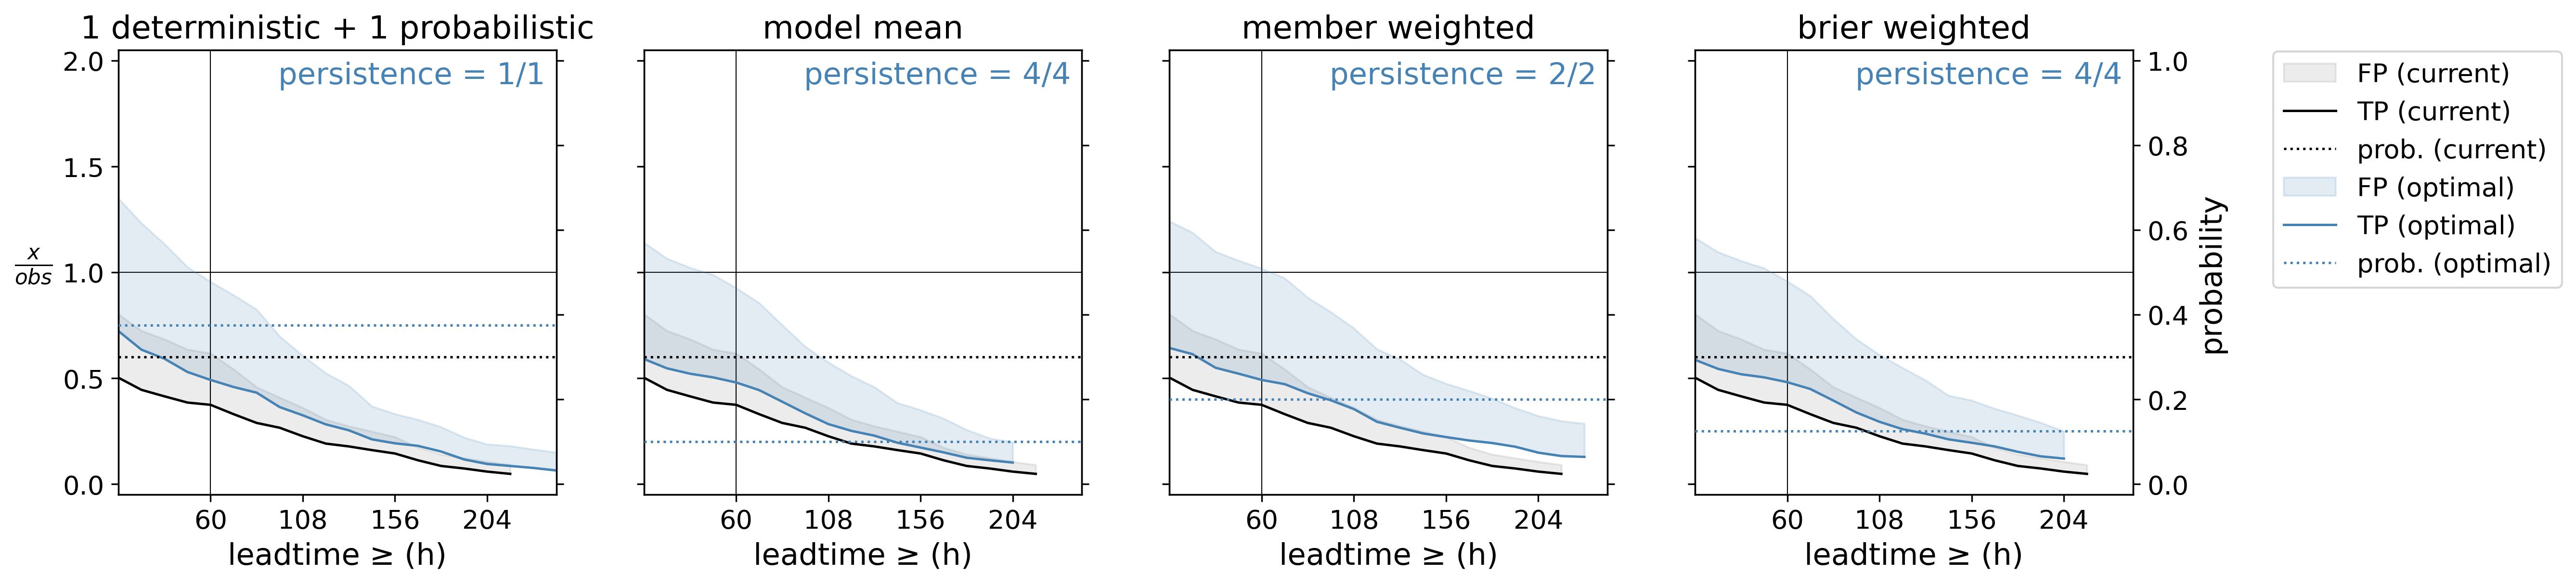 1 deterministic + 1 probabilistic
model mean
member weighted
brier weighted
persistence = 1/1
persistence = 4/4
persistence = 2/2
persistence = 4/4
2.0
1.5
1.0
0.5
0.0
x
obs
1.0
0.8
0.6
0.4
0.2
0.0
probability
60 108 156 204
60 108 156 204
60 108 156 204
60 108 156 204
leadtime ≥ (h)
leadtime ≥ (h)
leadtime ≥ (h)
leadtime ≥ (h)
FP (current)
TP (current)
prob. (current)
FP (optimal)
TP (optimal)
prob. (optimal)